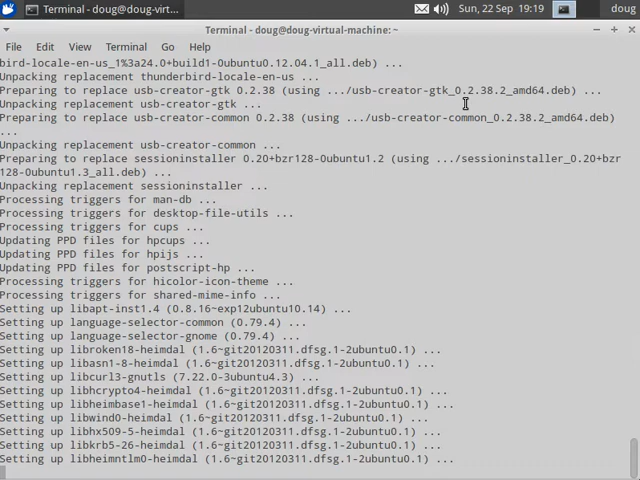 Terminal - doug@doug-virt...
Sun, 22 Sep 19:19
doug
Terminal - doug@doug-virtual-machine: ~
File Edit View Terminal Go Help
bird-locale-en-us_1%3a24.0+build1-0ubuntu0.12.04.1_all.deb) ...
Unpacking replacement thunderbird-locale-en-us ...
Preparing to replace usb-creator-gtk 0.2.38 (using .../usb-creator-gtk_0.2.38.2_amd64.deb) ...
Unpacking replacement usb-creator-gtk ...
Preparing to replace usb-creator-common 0.2.38 (using .../usb-creator-common_0.2.38.2_amd64.deb)
...
Unpacking replacement usb-creator-common ...
Preparing to replace sessioninstaller 0.20+bzr128-0ubuntu1.2 (using .../sessioninstaller_0.20+bzr
128-0ubuntu1.3_all.deb) ...
Unpacking replacement sessioninstaller ...
Processing triggers for man-db ...
Processing triggers for desktop-file-utils ...
Processing triggers for cups ...
Updating PPD files for hpcups ...
Updating PPD files for hpijs ...
Updating PPD files for postscript-hp ...
Processing triggers for hicolor-icon-theme ...
Processing triggers for shared-mime-info ...
Setting up libapt-inst1.4 (0.8.16~exp12ubuntu10.14) ...
Setting up language-selector-common (0.79.4) ...
Setting up language-selector-gnome (0.79.4) ...
Setting up libroken18-heimdal (1.6~git20120311.dfsg.1-2ubuntu0.1) ...
Setting up libasn1-8-heimdal (1.6~git20120311.dfsg.1-2ubuntu0.1) ...
Setting up libcurl3-gnutls (7.22.0-3ubuntu4.3) ...
Setting up libhcrypto4-heimdal (1.6~git20120311.dfsg.1-2ubuntu0.1) ...
Setting up libheimbase1-heimdal (1.6~git20120311.dfsg.1-2ubuntu0.1) ...
Setting up libwind0-heimdal (1.6~git20120311.dfsg.1-2ubuntu0.1) ...
Setting up libhx509-5-heimdal (1.6~git20120311.dfsg.1-2ubuntu0.1) ...
Setting up libkrb5-26-heimdal (1.6~git20120311.dfsg.1-2ubuntu0.1) ...
Setting up libheimntlm0-heimdal (1.6~git20120311.dfsg.1-2ubuntu0.1) ...